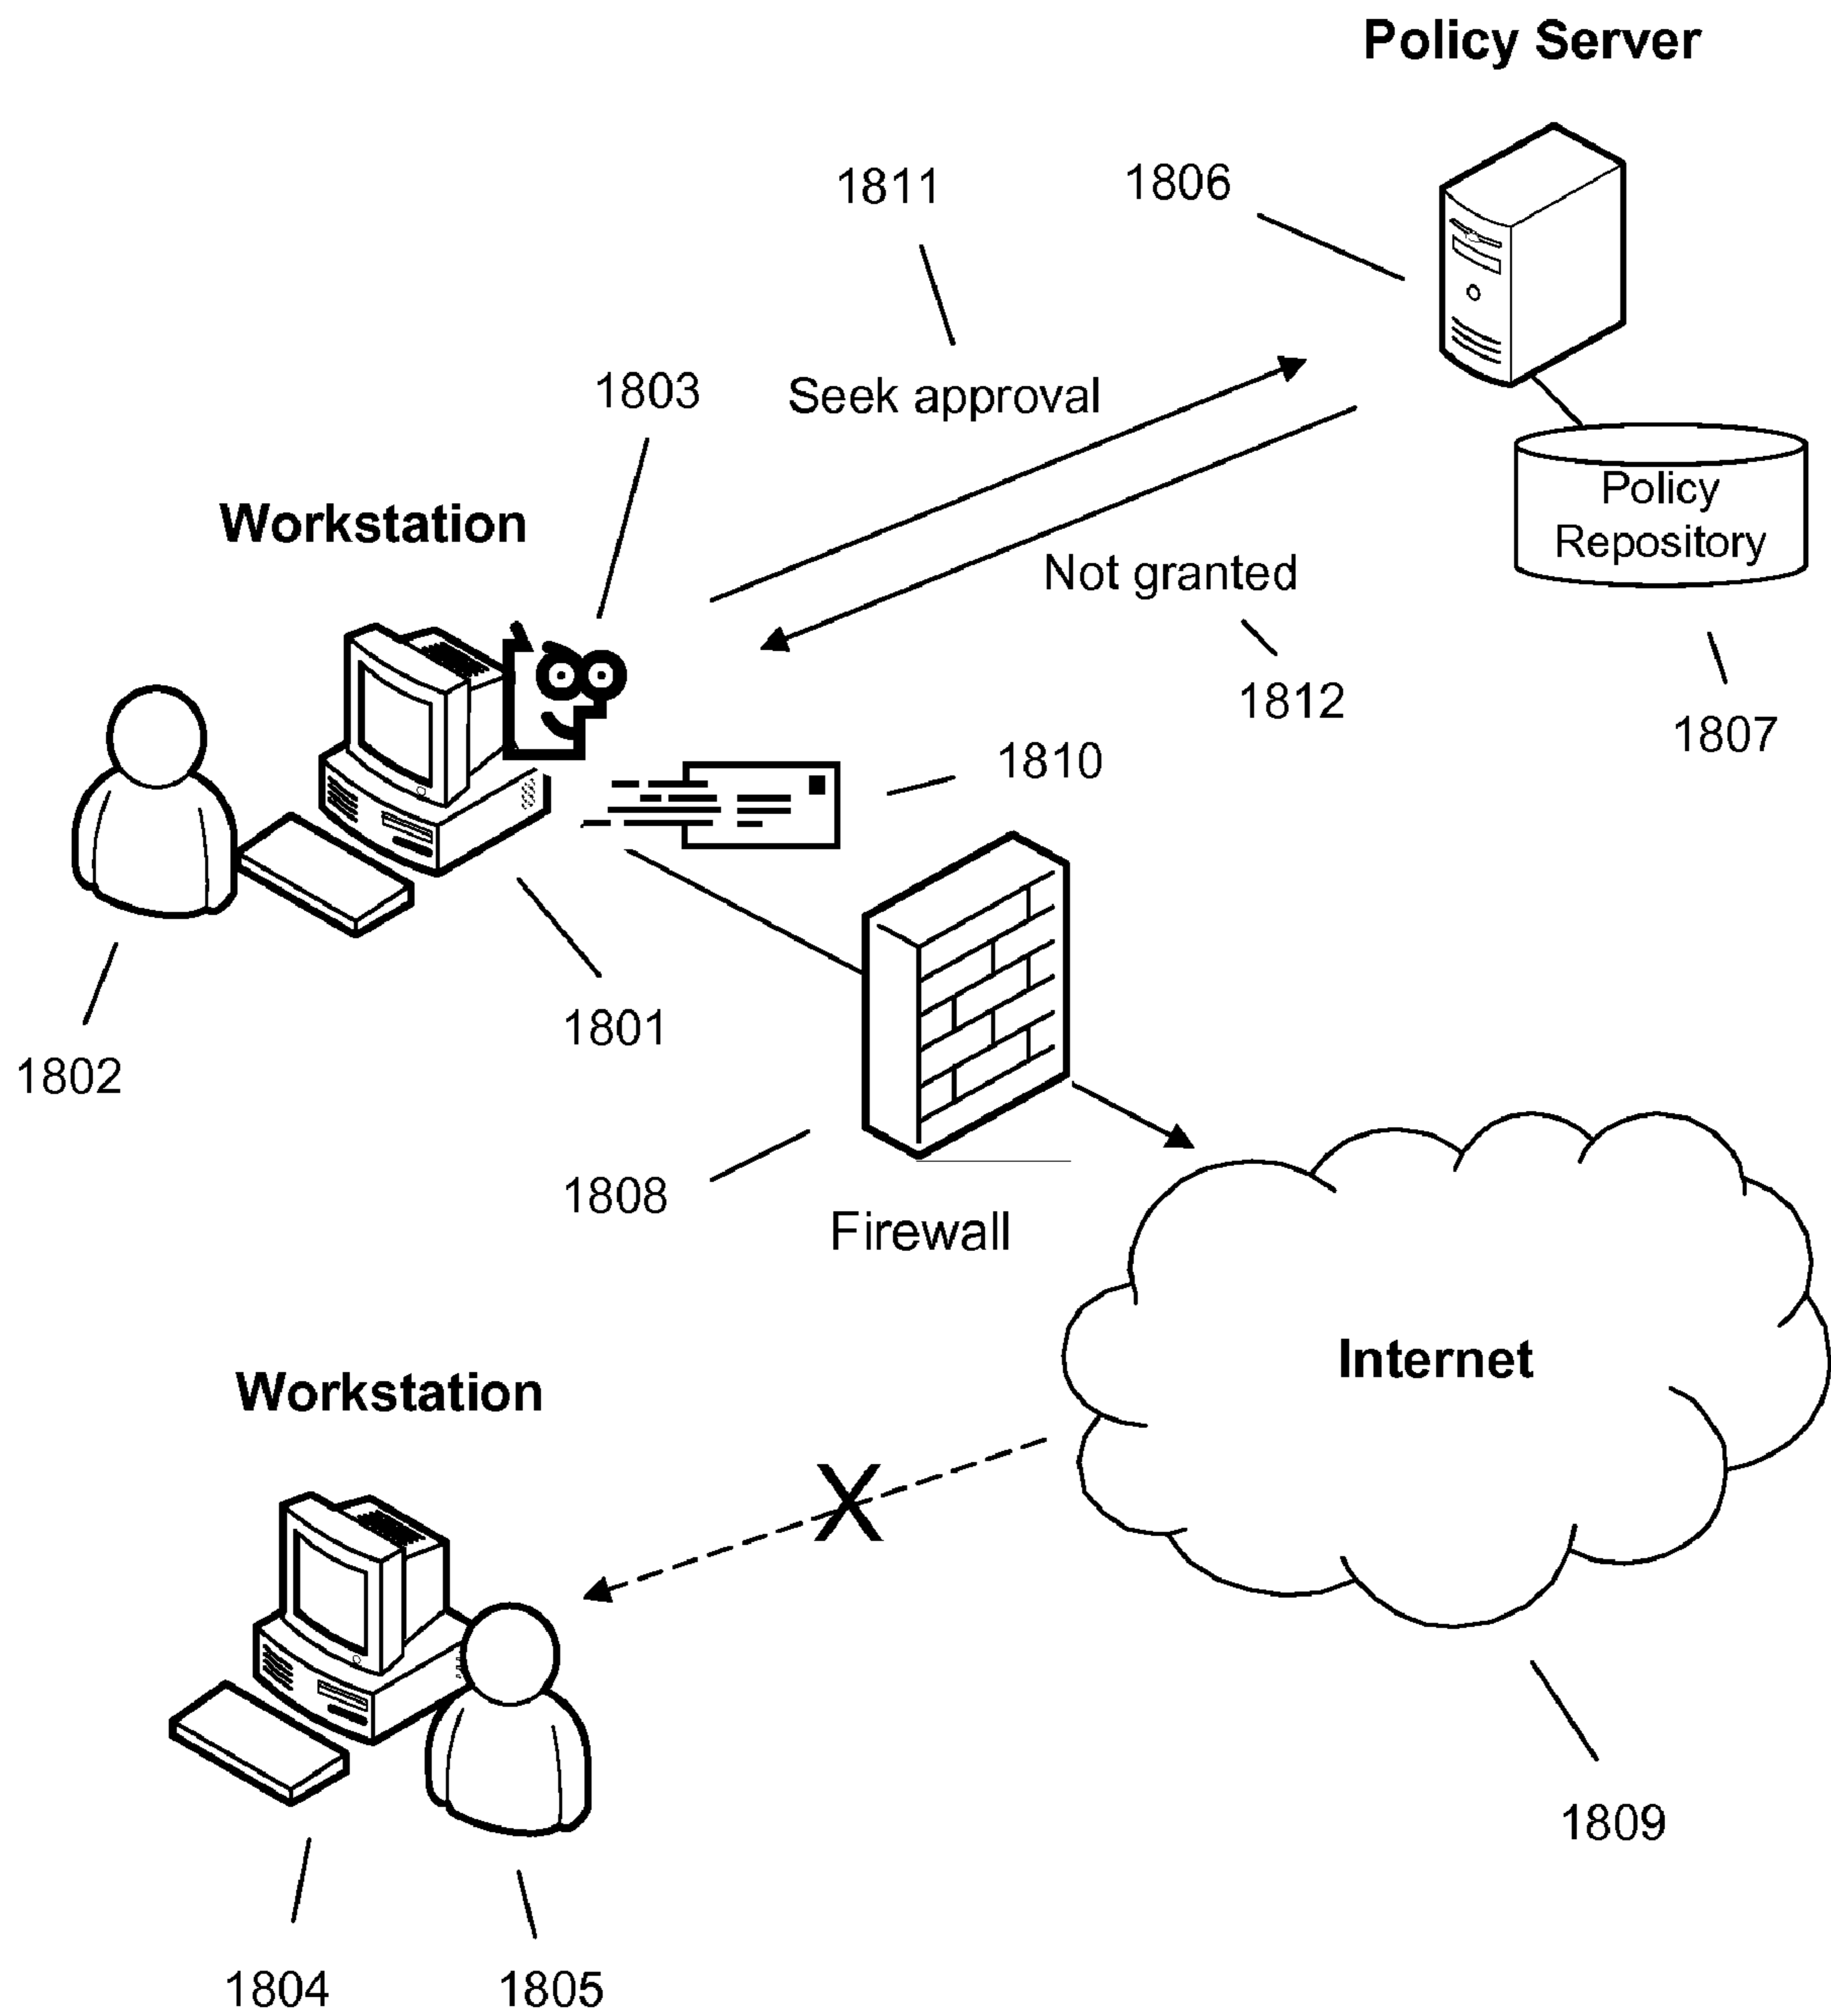 Policy Server
1811
1806
1803
Seek approval
Policy
Repository
Workstation
Not granted
1812
1807
1810
1801
1802
1808
Firewall
Internet
Workstation
X
1809
1804
1805